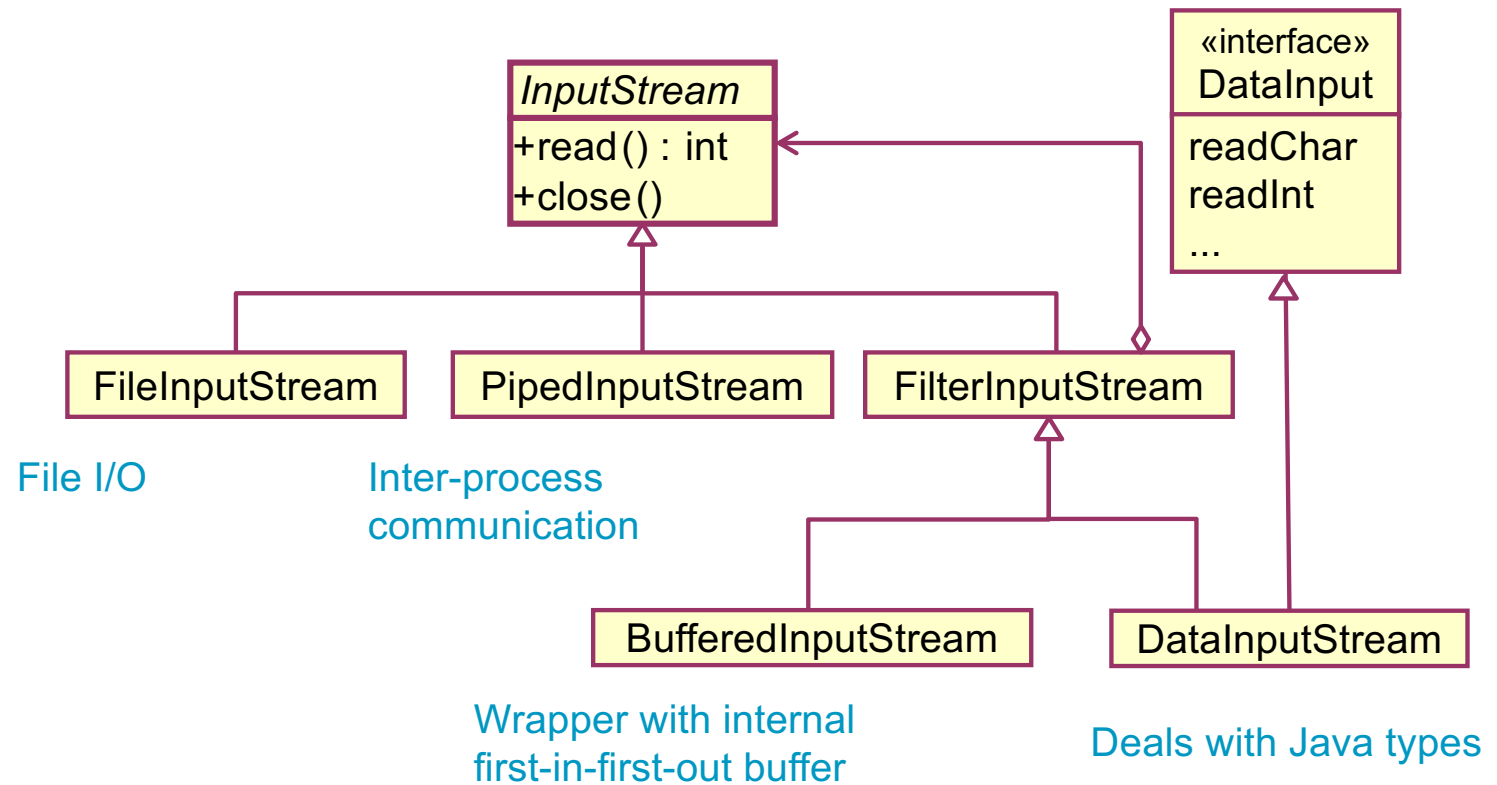 «interface»
DataInput
InputStream
+read() : int
+close()
readChar
readInt
...
FileInputStream
PipedInputStream
FilterInputStream
File I/O
Inter-process
communication
BufferedInputStream
DataInputStream
Wrapper with internal
first-in-first-out buffer
Deals with Java types